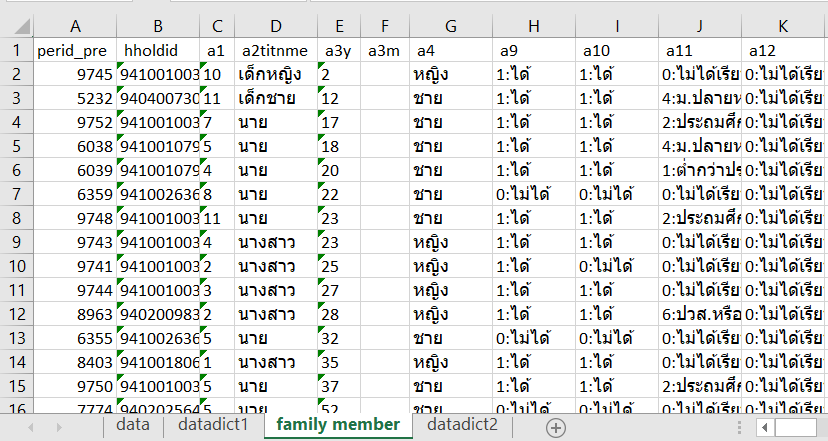 A B C D E F G H I J K
1 perid_pre hholdid a1 a2titnme a3y a3m a4 a9 a10 a11 a12
2 9745 941001003 10 เด็กหญิง 2 หญิง 1:ได้ 1:ได้ 0:ไม่ได้เรีย 0:ไม่ได้เรีย
3 5232 940400730 11 เด็กชาย 12 ชาย 1:ได้ 1:ได้ 4:ม.ปลายห 0:ไม่ได้เรีย
4 9752 941001003 7 นาย 17 ชาย 1:ได้ 1:ได้ 2:ประถมศึก 0:ไม่ได้เรีย
5 6038 941001079 5 นาย 18 ชาย 1:ได้ 1:ได้ 4:ม.ปลายห 0:ไม่ได้เรีย
6 6039 941001079 4 นาย 20 ชาย 1:ได้ 1:ได้ 1:ต่ำกว่าประ 0:ไม่ได้เรีย
7 6359 941002636 8 นาย 22 ชาย 0:ไม่ได้ 0:ไม่ได้ 0:ไม่ได้เรีย 0:ไม่ได้เรีย
8 9748 941001003 11 นาย 23 ชาย 1:ได้ 1:ได้ 2:ประถมศึก 0:ไม่ได้เรีย
9 9743 941001003 4 นางสาว 23 หญิง 1:ได้ 1:ได้ 0:ไม่ได้เรีย 0:ไม่ได้เรีย
10 9741 941001003 2 นางสาว 25 หญิง 1:ได้ 0:ไม่ได้ 0:ไม่ได้เรีย 0:ไม่ได้เรีย
11 9744 941001003 3 นางสาว 27 หญิง 1:ได้ 1:ได้ 0:ไม่ได้เรีย 0:ไม่ได้เรีย
12 8963 940200983 2 นางสาว 28 หญิง 1:ได้ 1:ได้ 6:ปวส.หรือ 0:ไม่ได้เรีย
13 6355 941002636 5 นาย 32 ชาย 0:ไม่ได้ 0:ไม่ได้ 0:ไม่ได้เรีย 0:ไม่ได้เรีย
14 8403 941001806 1 นางสาว 35 หญิง 1:ได้ 1:ได้ 0:ไม่ได้เรีย 0:ไม่ได้เรีย
15 9750 941001003 5 นาย 37 ชาย 1:ได้ 1:ได้ 2:ประถมศึก 0:ไม่ได้เรีย
16 7774 940202564 5 นาย 52 ชาย 0:ไม่ได้ 0:ไม่ได้ 0:ไม่ได้เรีย 0:ไม่ได้เรีย
data datadict1 family member datadict2